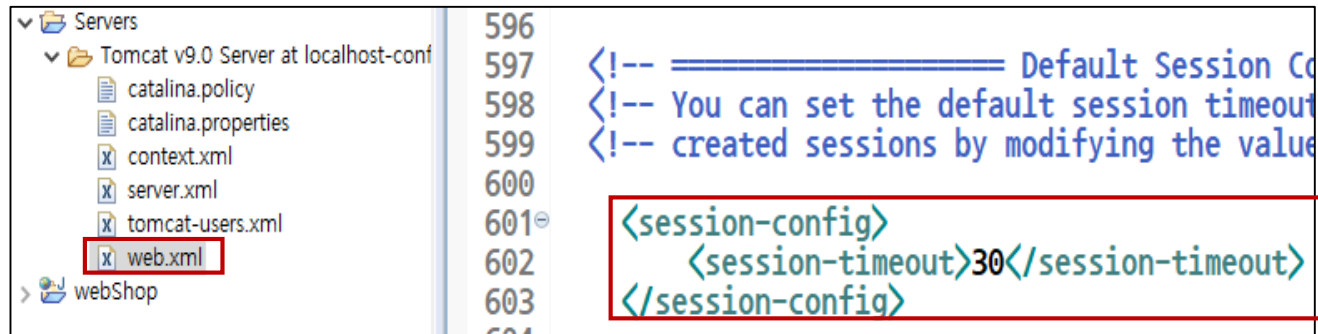 Servers
Tomcat v9.0 Server at localhost-conf
catalina.policy
catalina.properties
context.xml
server.xml
tomcat-users.xml
web.xml
webShop
596
597 <!-- ==================== Default Session Co
598 <!-- You can set the default session timeout
599 <!-- created sessions by modifying the value
600
601 <session-config>
602 <session-timeout>30</session-timeout>
603 </session-config>